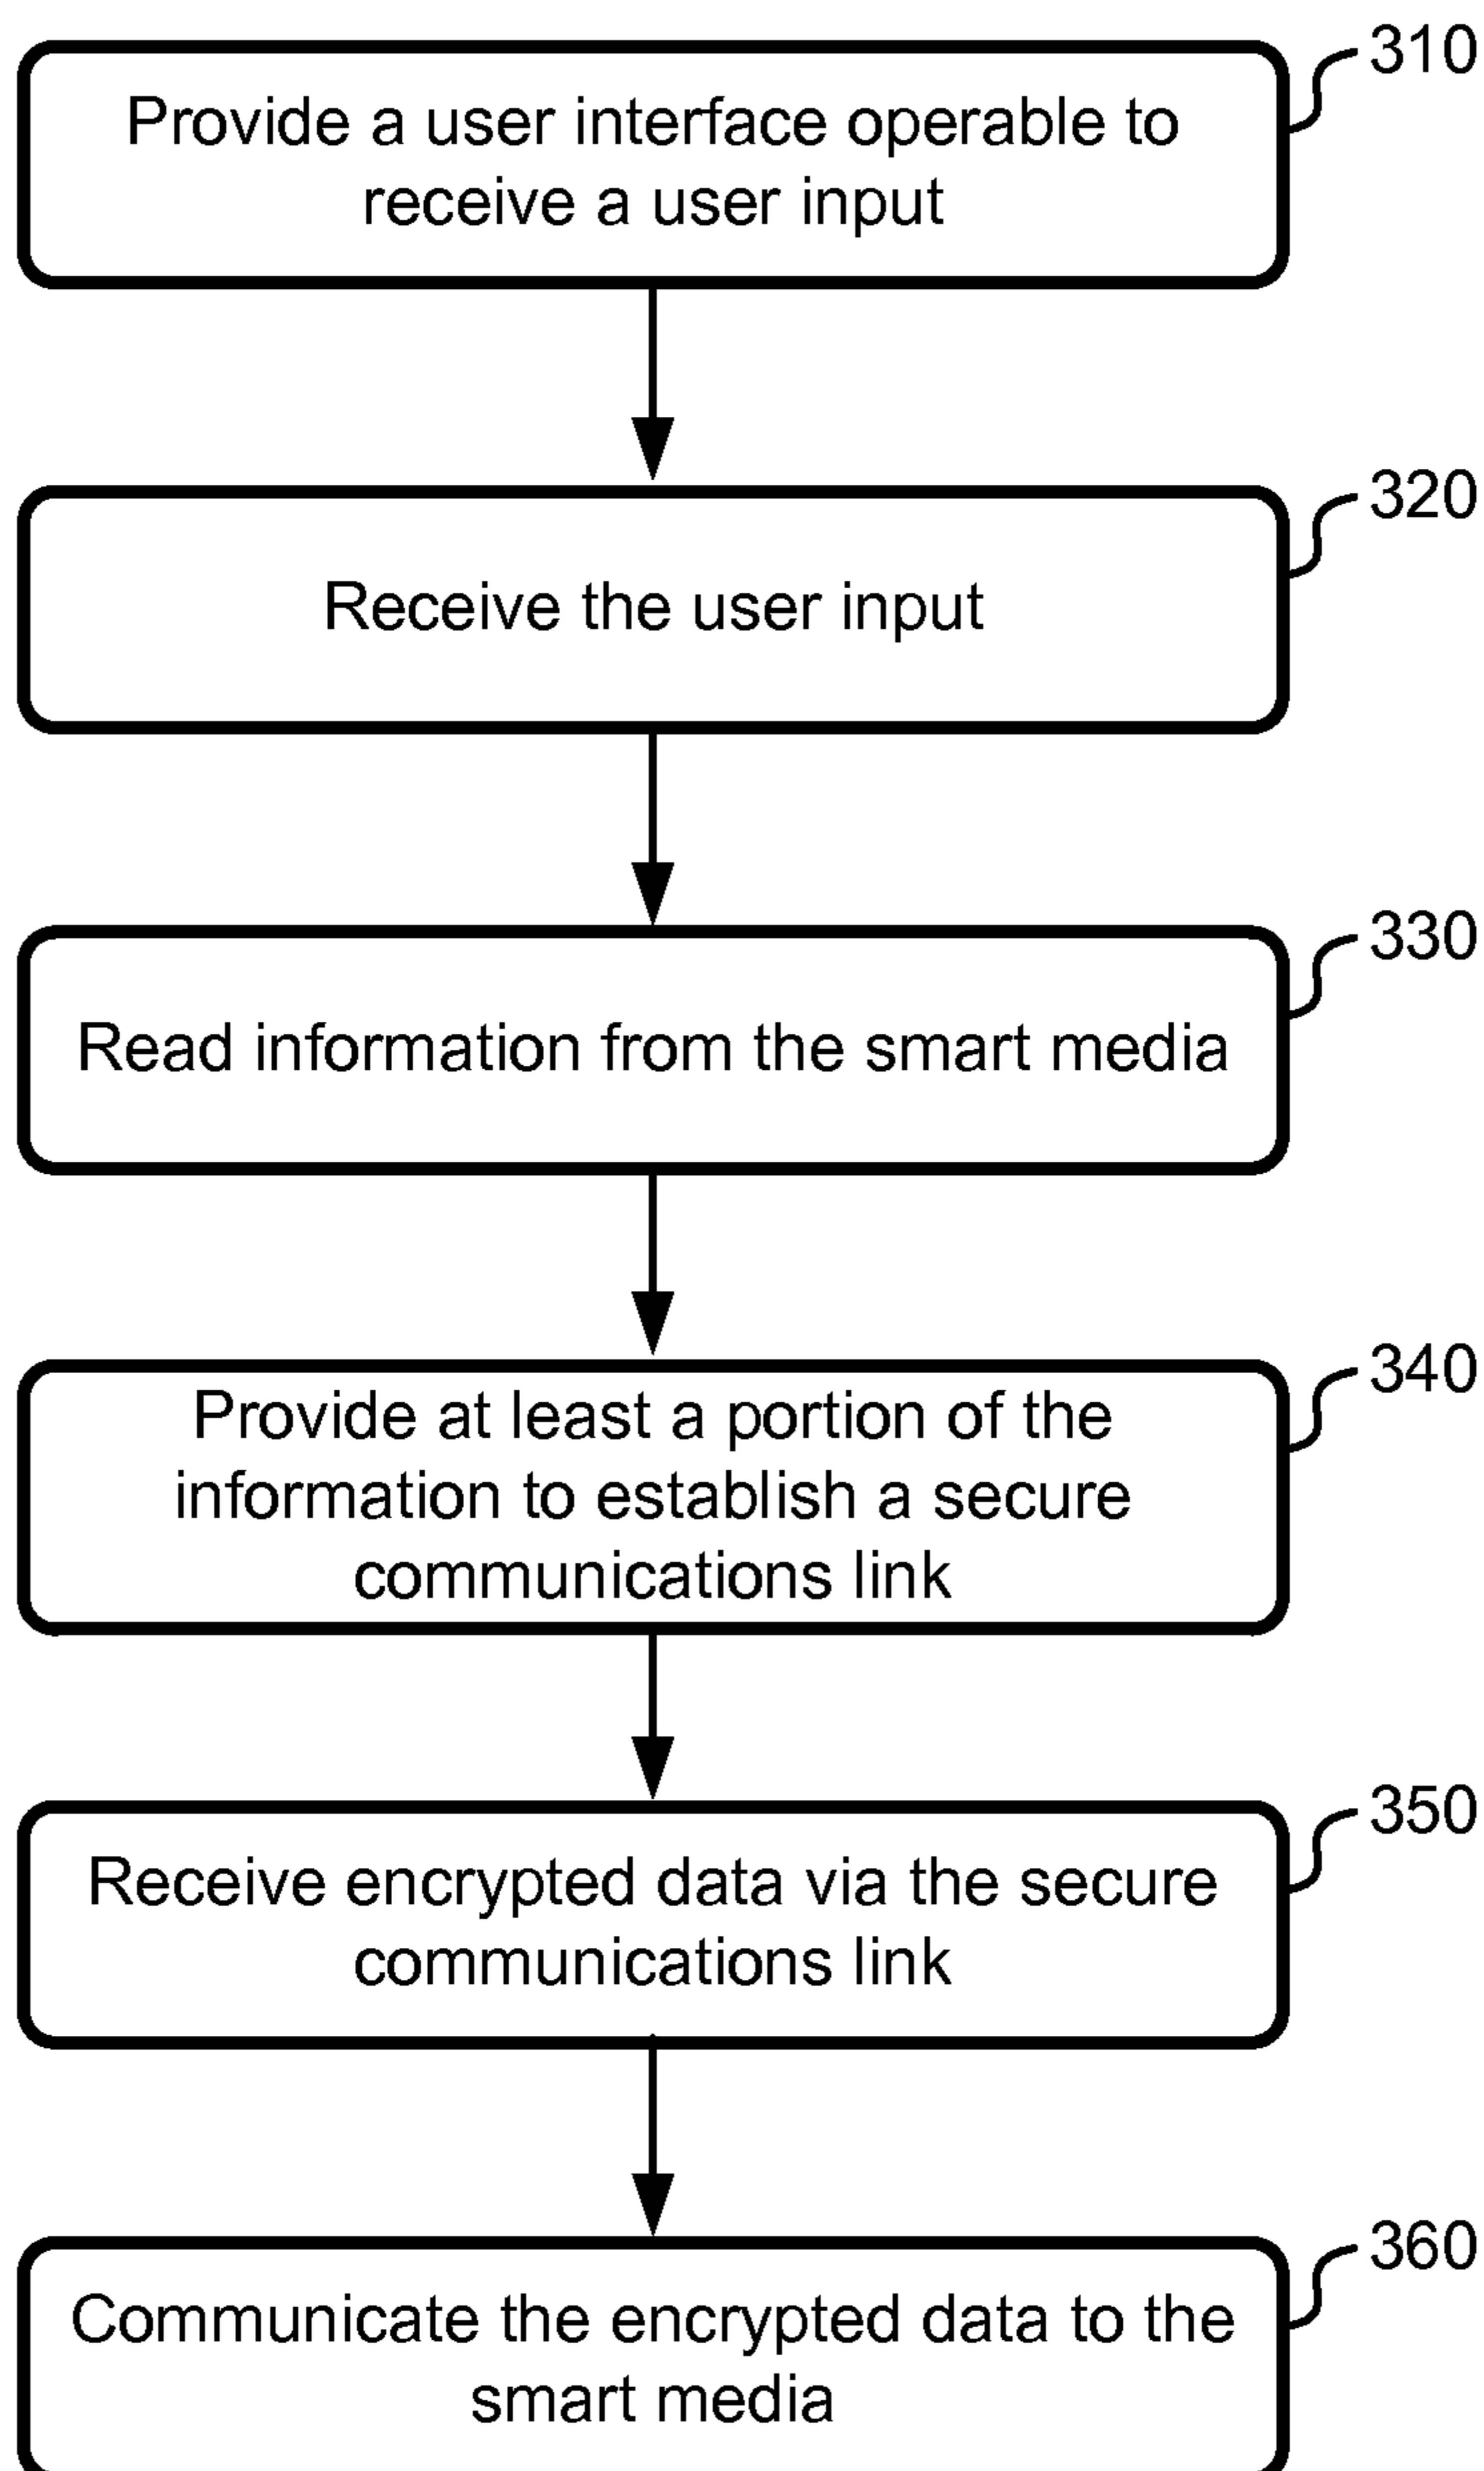 310
Provide a user interface operable to
receive a user input
320
Receive the user input
330
Read information from the smart media
340
Provide at least a portion of the
information to establish a secure
communications link
350
Receive encrypted data via the secure
communications link
360
Communicate the encrypted data to the
smart media